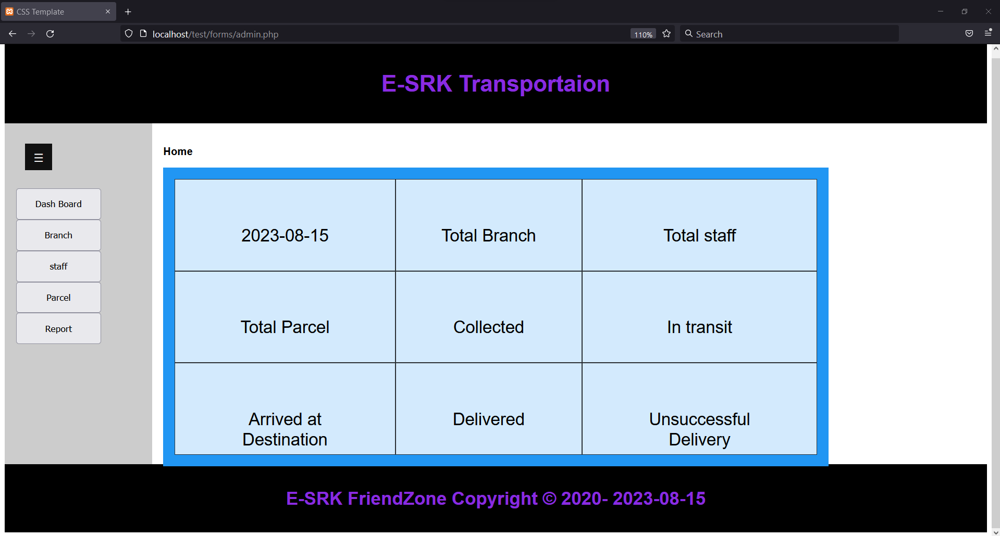 CSS Template
localhost/test/forms/admin.php
110%
Search
E-SRK Transportaion
Home
Dash Board
Branch
staff
Parcel
Report
2023-08-15
Total Branch
Total staff
Total Parcel
Collected
In transit
Arrived at
Destination
Delivered
Unsuccessful
Delivery
E-SRK FriendZone Copyright © 2020- 2023-08-15